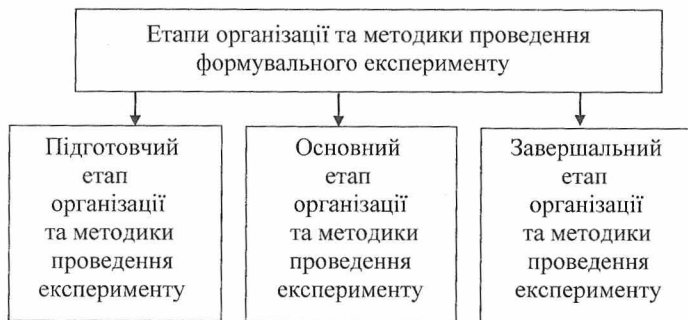 Етапи організації та методики проведення
формувального експерименту
Підготовчий
етап
організації
та методики
проведення
експерименту
Основний
етап
організації
та методики
проведення
експерименту
Завершальний
етап
організації
та методики
проведення
експерименту